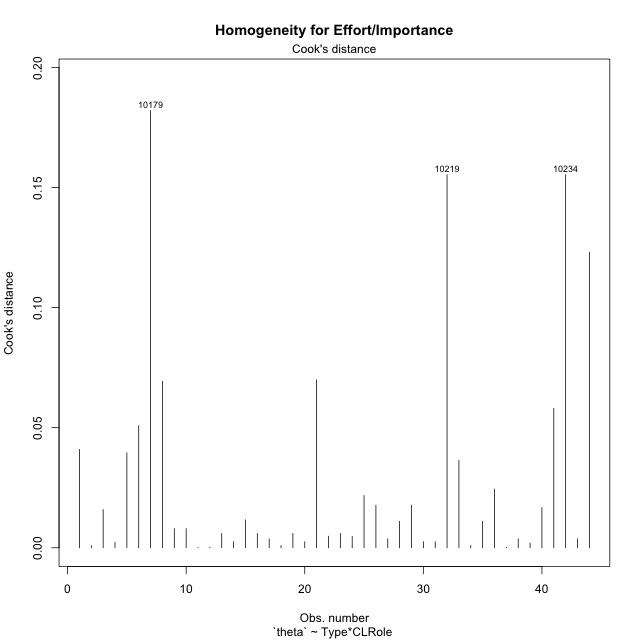 Homogeneity for Effort/Importance
Cook's distance
0.20
0.15
0.10
0.05
0.00
Cook's distance
10179
10219
10234
0 10 20 30 40
Obs. number
`theta` ~ Type*CLRole